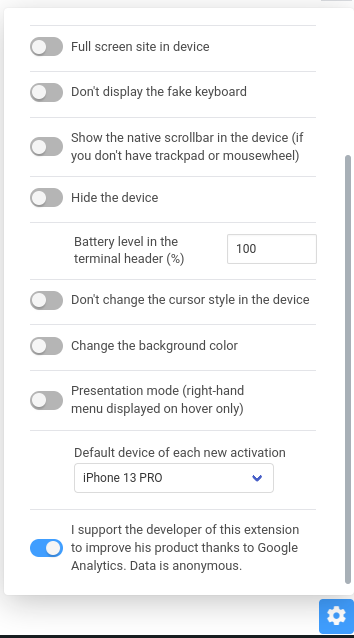 Full screen site in device
Don't display the fake keyboard
Show the native scrollbar in the device (if
you don't have trackpad or mousewheel)
Hide the device
Battery level in the
terminal header (%)
100
Don't change the cursor style in the device
Change the background color
Presentation mode (right-hand
menu displayed on hover only)
Default device of each new activation
iPhone 13 PRO
I support the developer of this extension
to improve his product thanks to Google
Analytics. Data is anonymous.